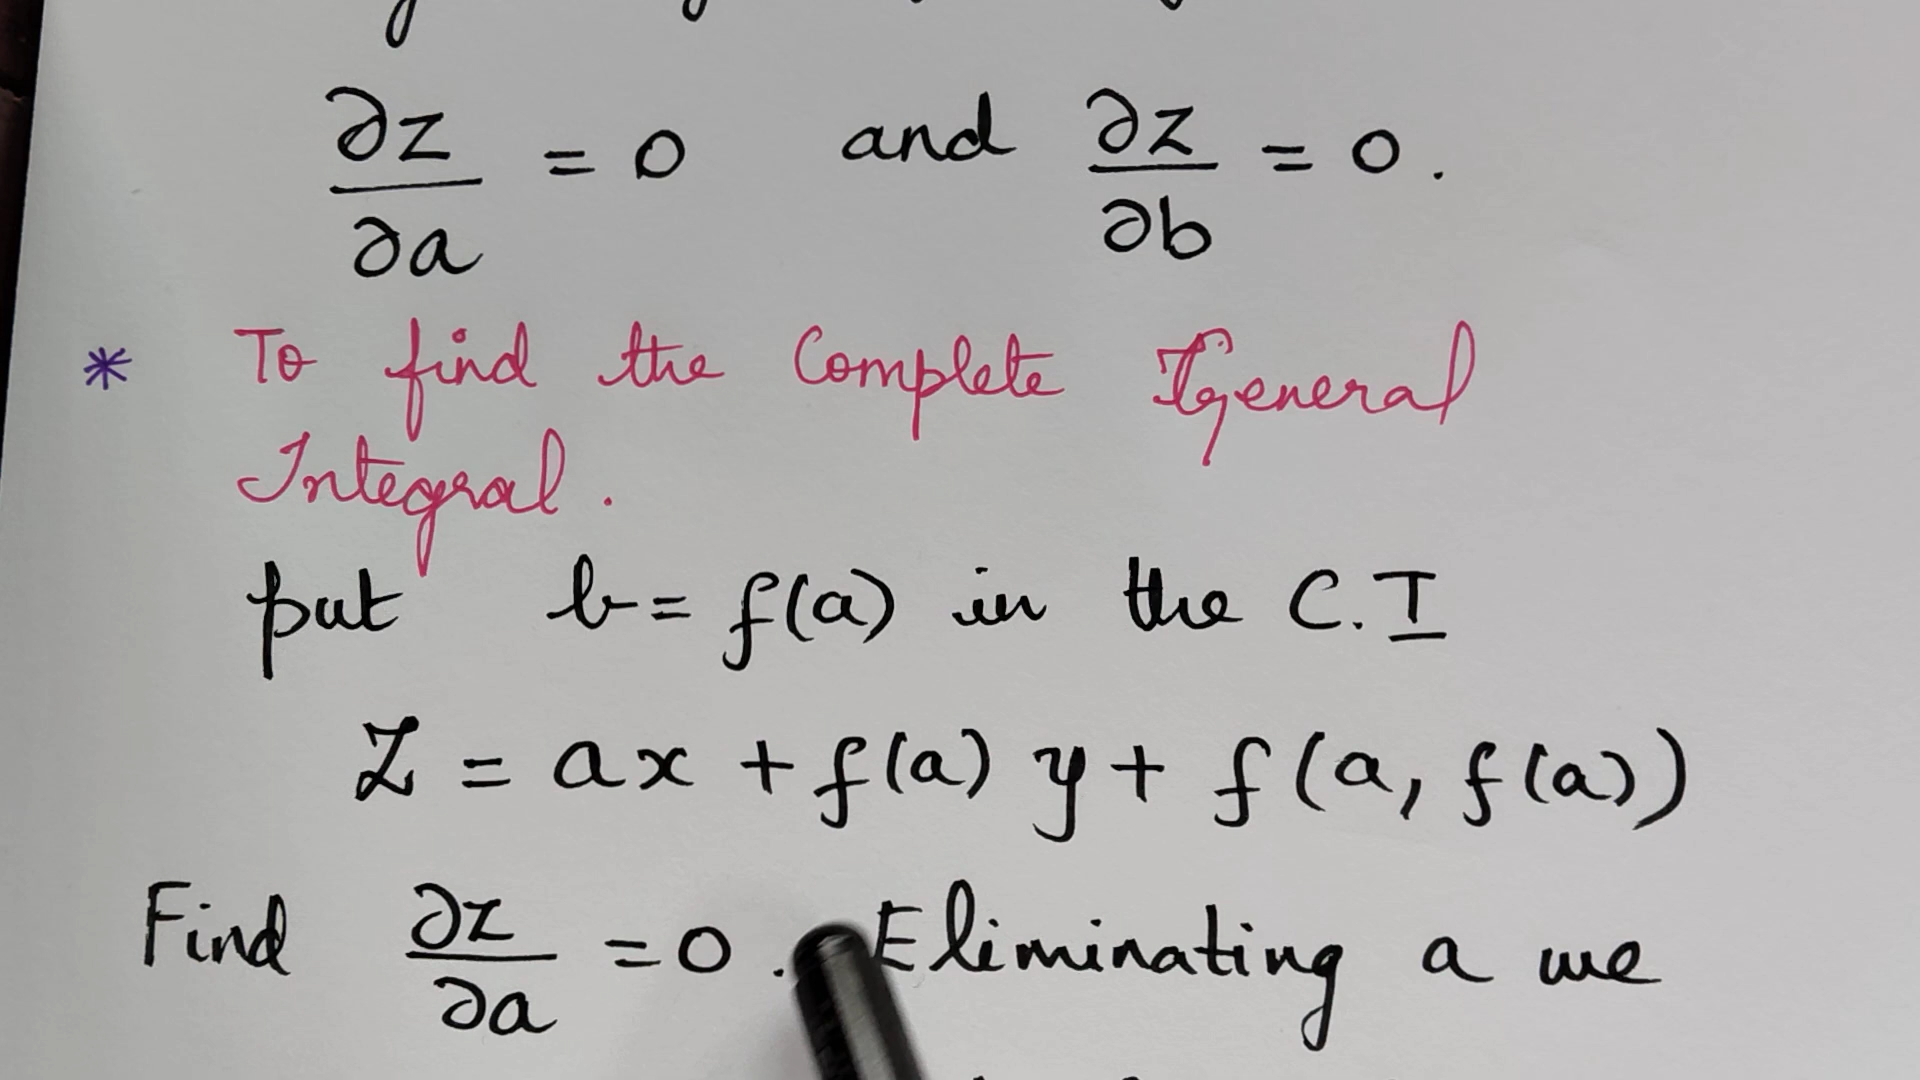 ∂z/∂a = 0 and ∂z/∂b = 0.
* To find the Complete General
Integral.
put b = f(a) in the C.I
Z = ax + f(a) y + f(a, f(a))
Find ∂z/∂a = 0. Eliminating a we